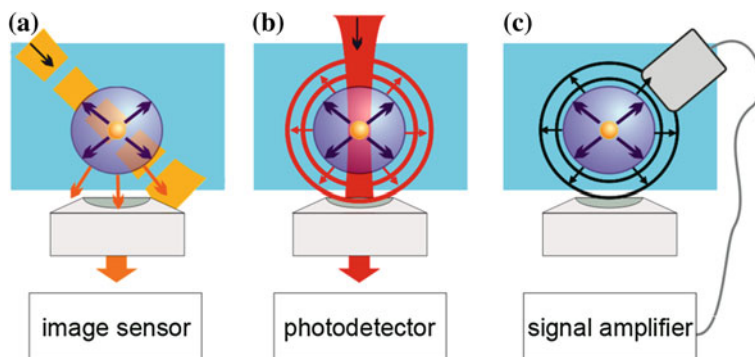 (a)
(b)
(c)
image sensor
photodetector
signal amplifier